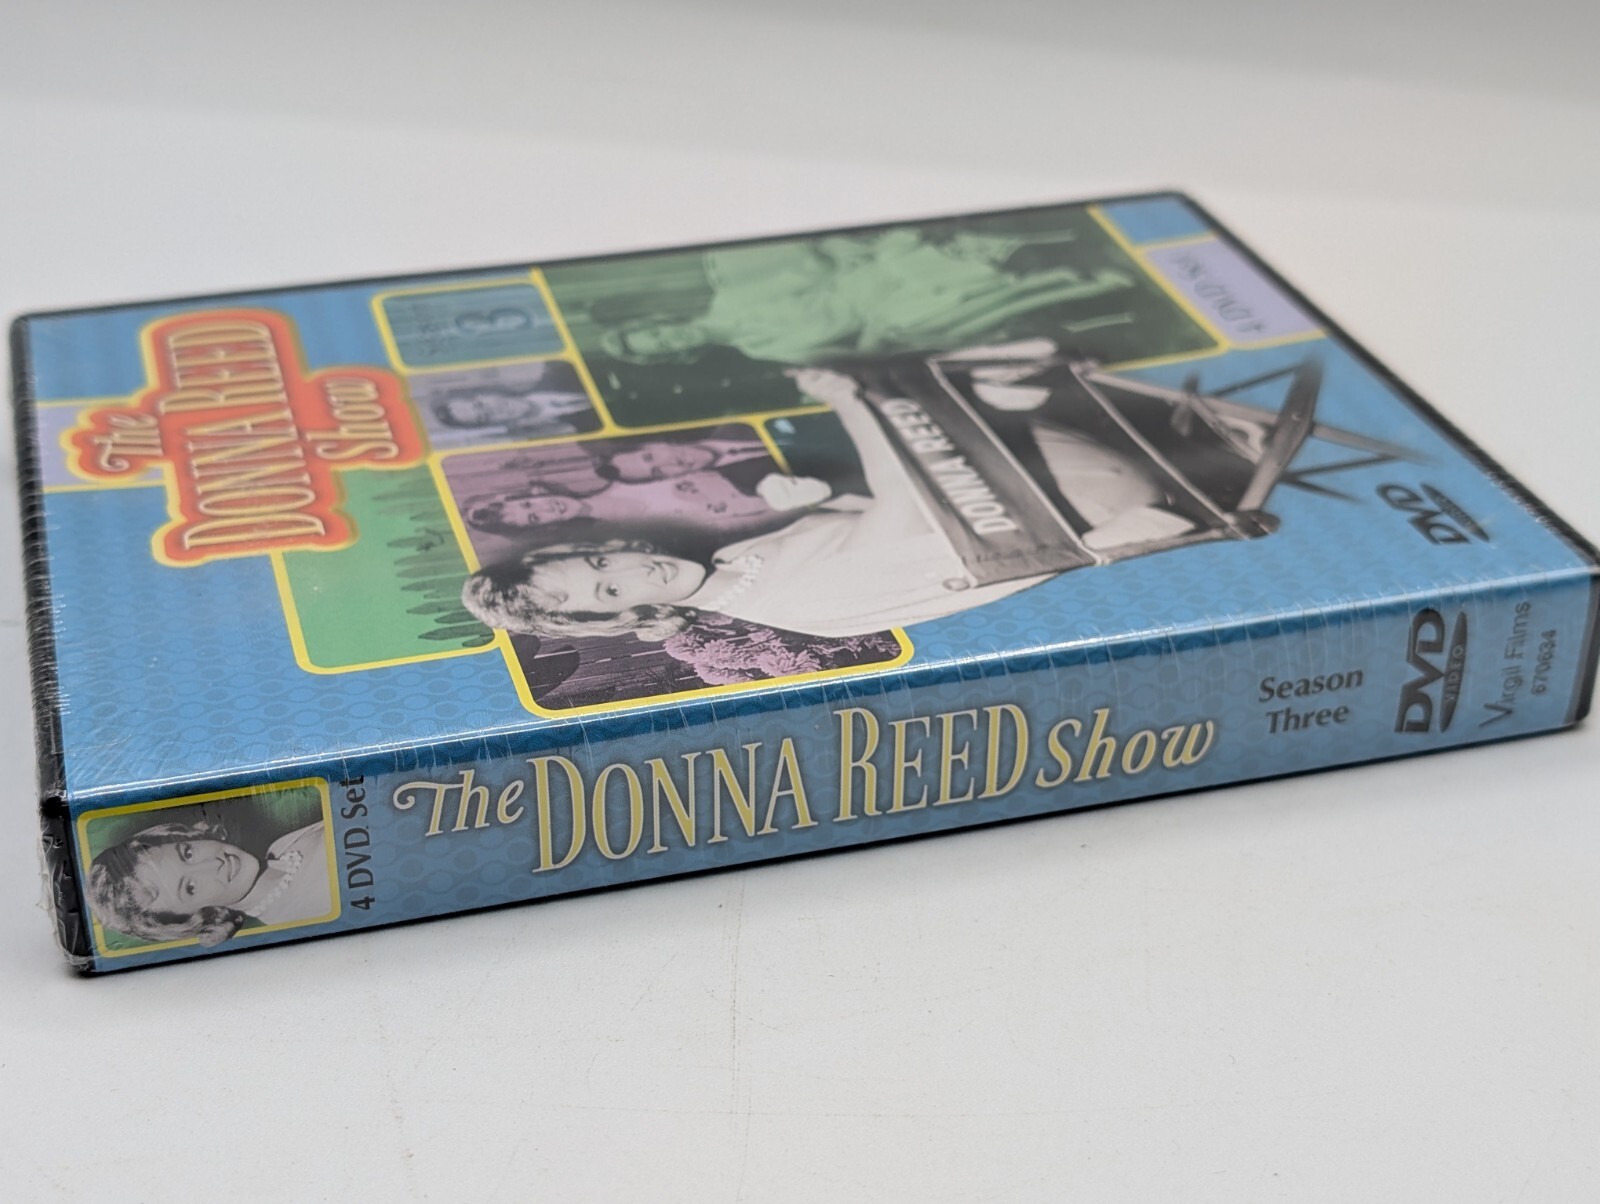 The
DONNA REED
Show
3
4 DVD Set
DONNA REED
DVD
4 DVD Set
The DONNA REED Show
Season
Three
DVD
VIDEO
Virgil Films
670634